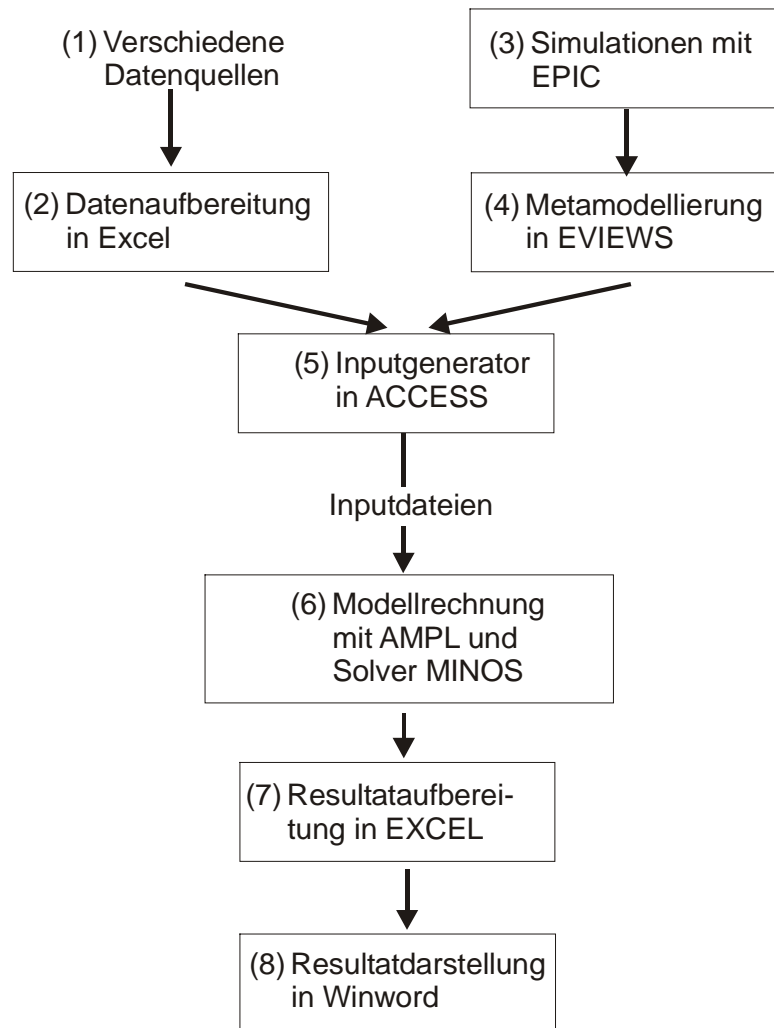 (1) Verschiedene
Datenquellen
(3) Simulationen mit
EPIC
(2) Datenaufbereitung
in Excel
(4) Metamodellierung
in EVIEWS
(5) Inputgenerator
in ACCESS
Inputdateien
(6) Modellrechnung
mit AMPL und
Solver MINOS
(7) Resultataufberei-
tung in EXCEL
(8) Resultatdarstellung
in Winword